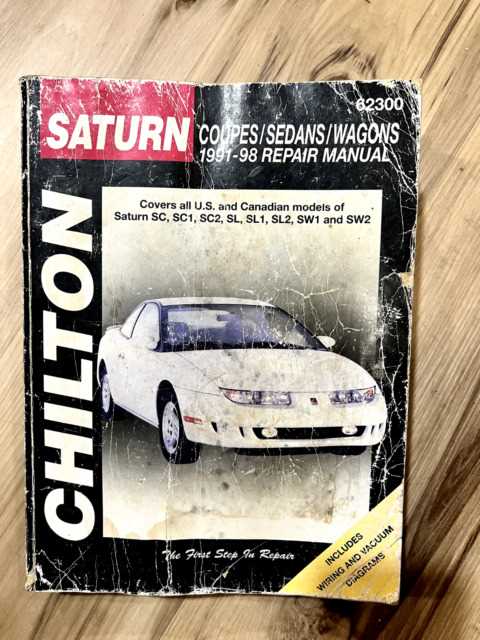 62300
SATURN
COUPES/SEDANS/WAGONS
1991-98 REPAIR MANUAL
Covers all U.S. and Canadian models of
Saturn SC, SC1, SC2, SL, SL1, SL2, SW1 and SW2
CHILTON
The First Step In Repair
INCLUDES
WIRING AND VACUUM
DIAGRAMS